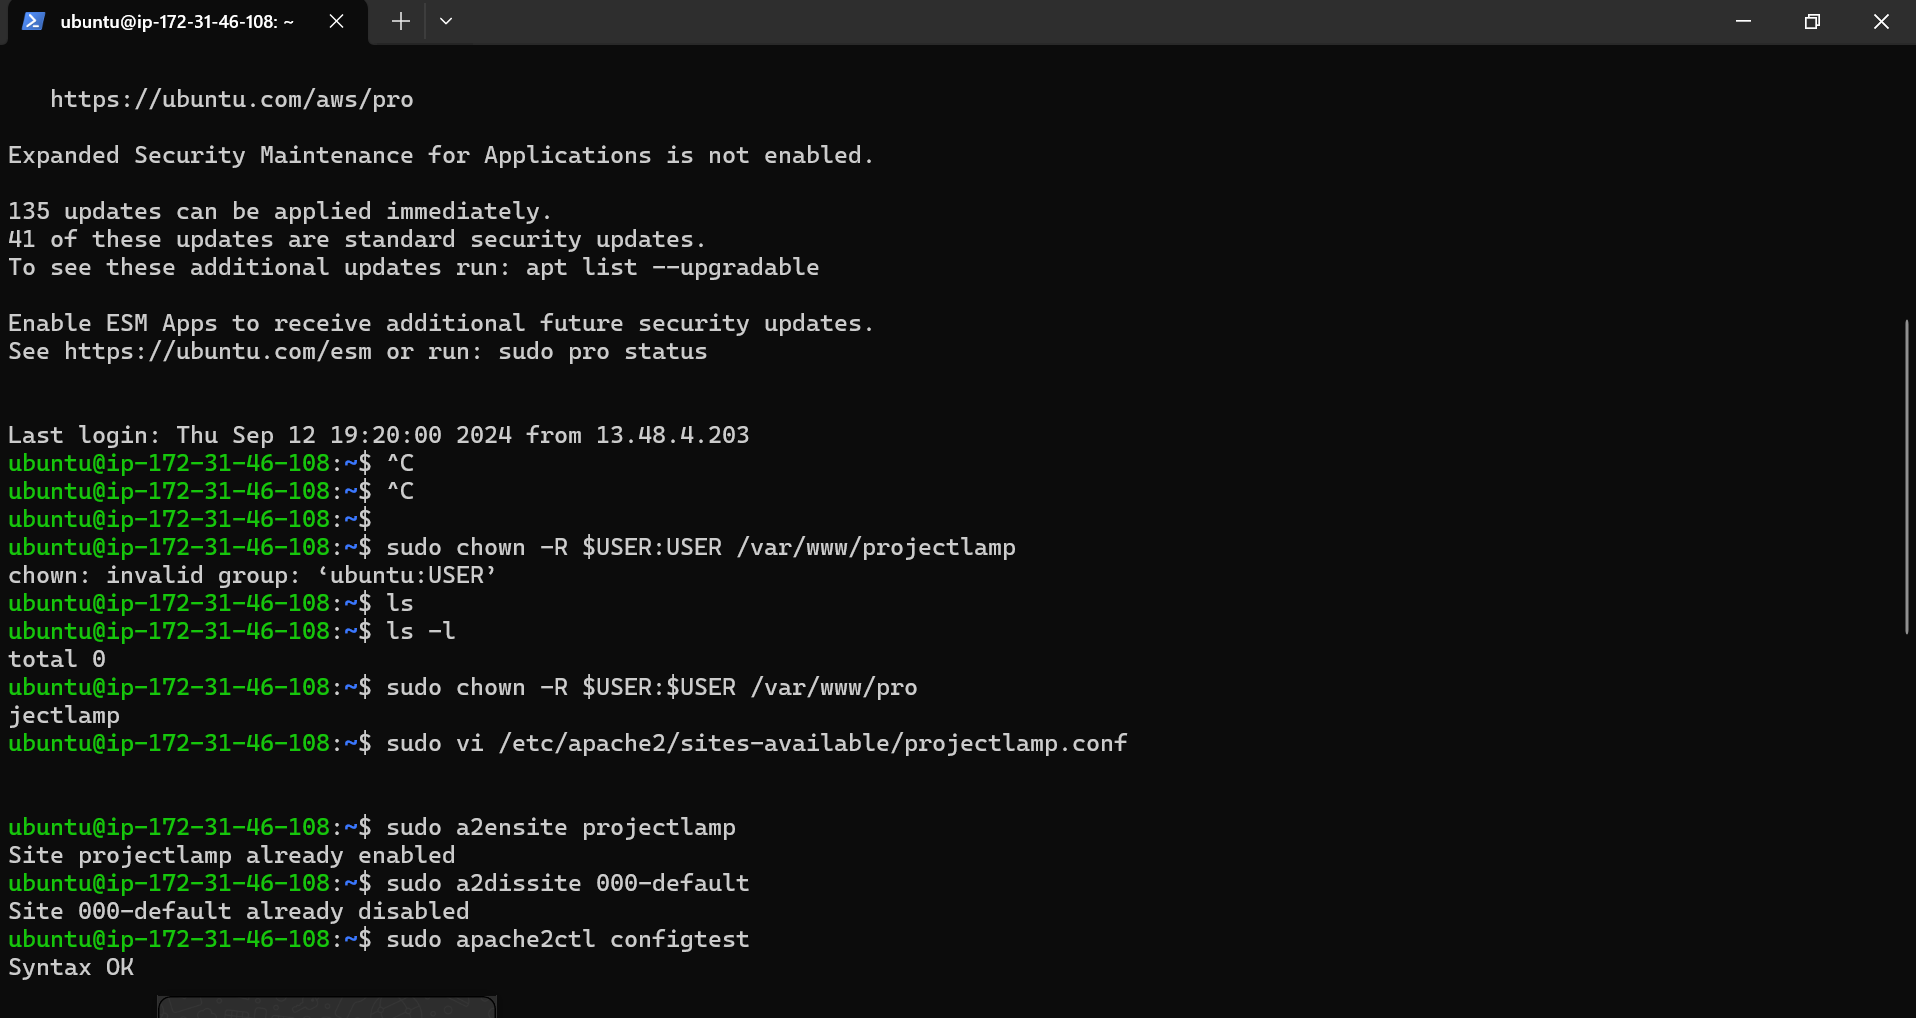 ubuntu@ip-172-31-46-108: ~
https://ubuntu.com/aws/pro
Expanded Security Maintenance for Applications is not enabled.
135 updates can be applied immediately.
41 of these updates are standard security updates.
To see these additional updates run: apt list --upgradable
Enable ESM Apps to receive additional future security updates.
See https://ubuntu.com/esm or run: sudo pro status
Last login: Thu Sep 12 19:20:00 2024 from 13.48.4.203
ubuntu@ip-172-31-46-108:~$ ^C
ubuntu@ip-172-31-46-108:~$ ^C
ubuntu@ip-172-31-46-108:~$
ubuntu@ip-172-31-46-108:~$ sudo chown -R $USER:USER /var/www/projectlamp
chown: invalid group: ‘ubuntu:USER’
ubuntu@ip-172-31-46-108:~$ ls
ubuntu@ip-172-31-46-108:~$ ls -l
total 0
ubuntu@ip-172-31-46-108:~$ sudo chown -R $USER:$USER /var/www/pro
jectlamp
ubuntu@ip-172-31-46-108:~$ sudo vi /etc/apache2/sites-available/projectlamp.conf
ubuntu@ip-172-31-46-108:~$ sudo a2ensite projectlamp
Site projectlamp already enabled
ubuntu@ip-172-31-46-108:~$ sudo a2dissite 000-default
Site 000-default already disabled
ubuntu@ip-172-31-46-108:~$ sudo apache2ctl configtest
Syntax OK